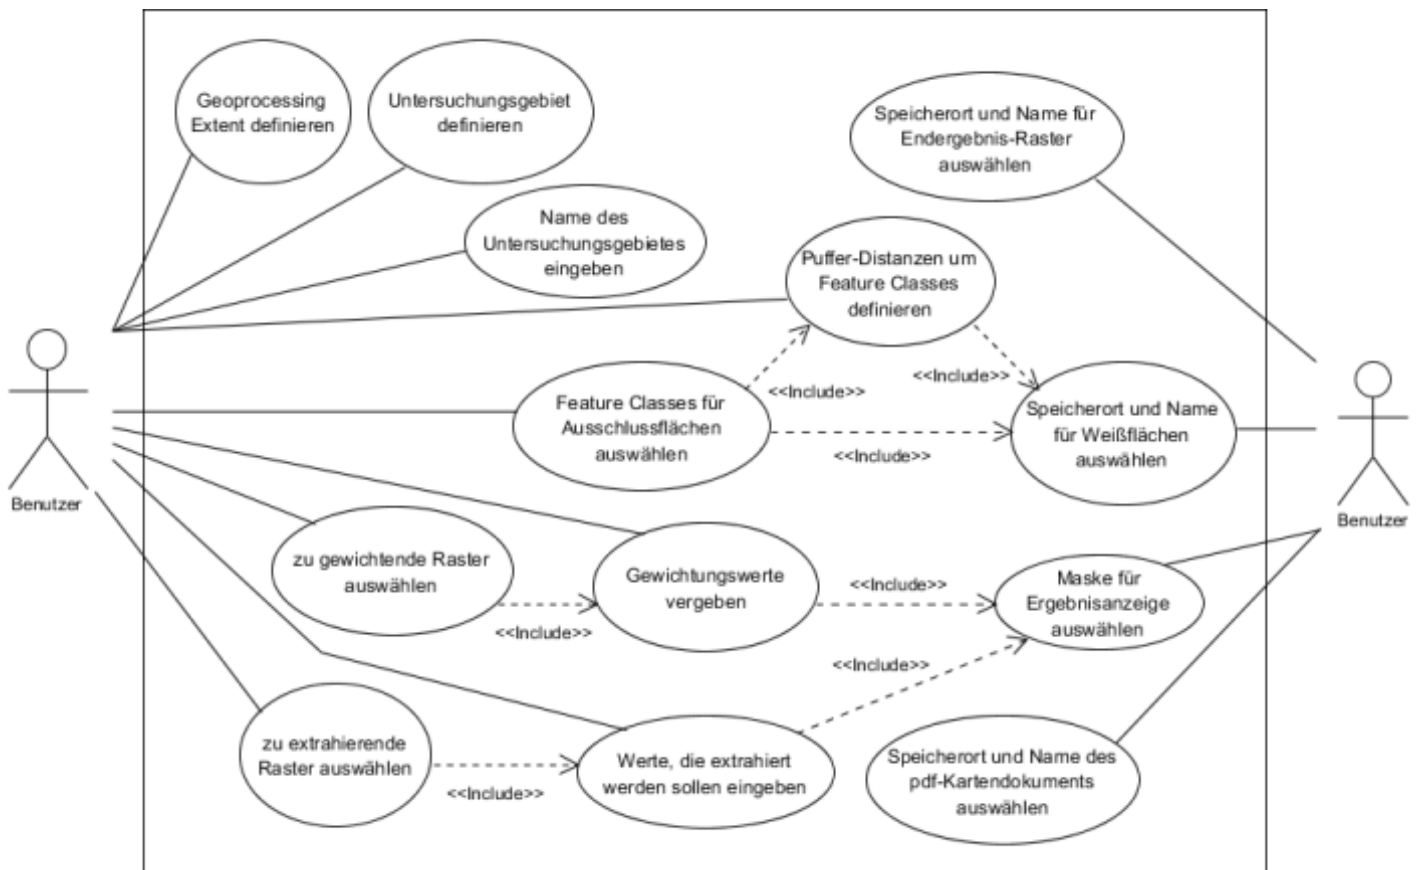 Geoprocessing
Extent definieren
Untersuchungsgebiet
definieren
Speicherort und Name für
Endergebnis-Raster
auswählen
Name des
Untersuchungsgebietes
eingeben
Puffer-Distanzen um
Feature Classes
definieren
<<Include>>
<<Include>>
Feature Classes für
Ausschlussflächen
auswählen
<<Include>>
Speicherort und Name
für Weißflächen
auswählen
Benutzer
Benutzer
zu gewichtende Raster
auswählen
<<Include>>
Gewichtungswerte
vergeben
<<Include>>
Maske für
Ergebnisanzeige
auswählen
<<Include>>
zu extrahierende
Raster auswählen
<<Include>>
Werte, die extrahiert
werden sollen eingeben
Speicherort und Name des
pdf-Kartendokuments
auswählen